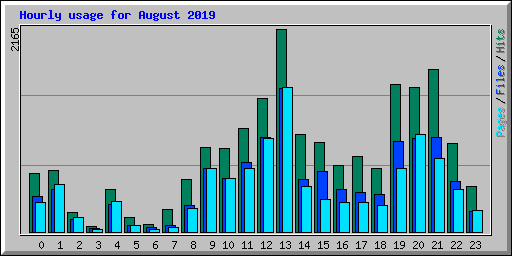 Hourly usage for August 2019
2165
Pages / Files / Hits
0 1 2 3 4 5 6 7 8 9 10 11 12 13 14 15 16 17 18 19 20 21 22 23